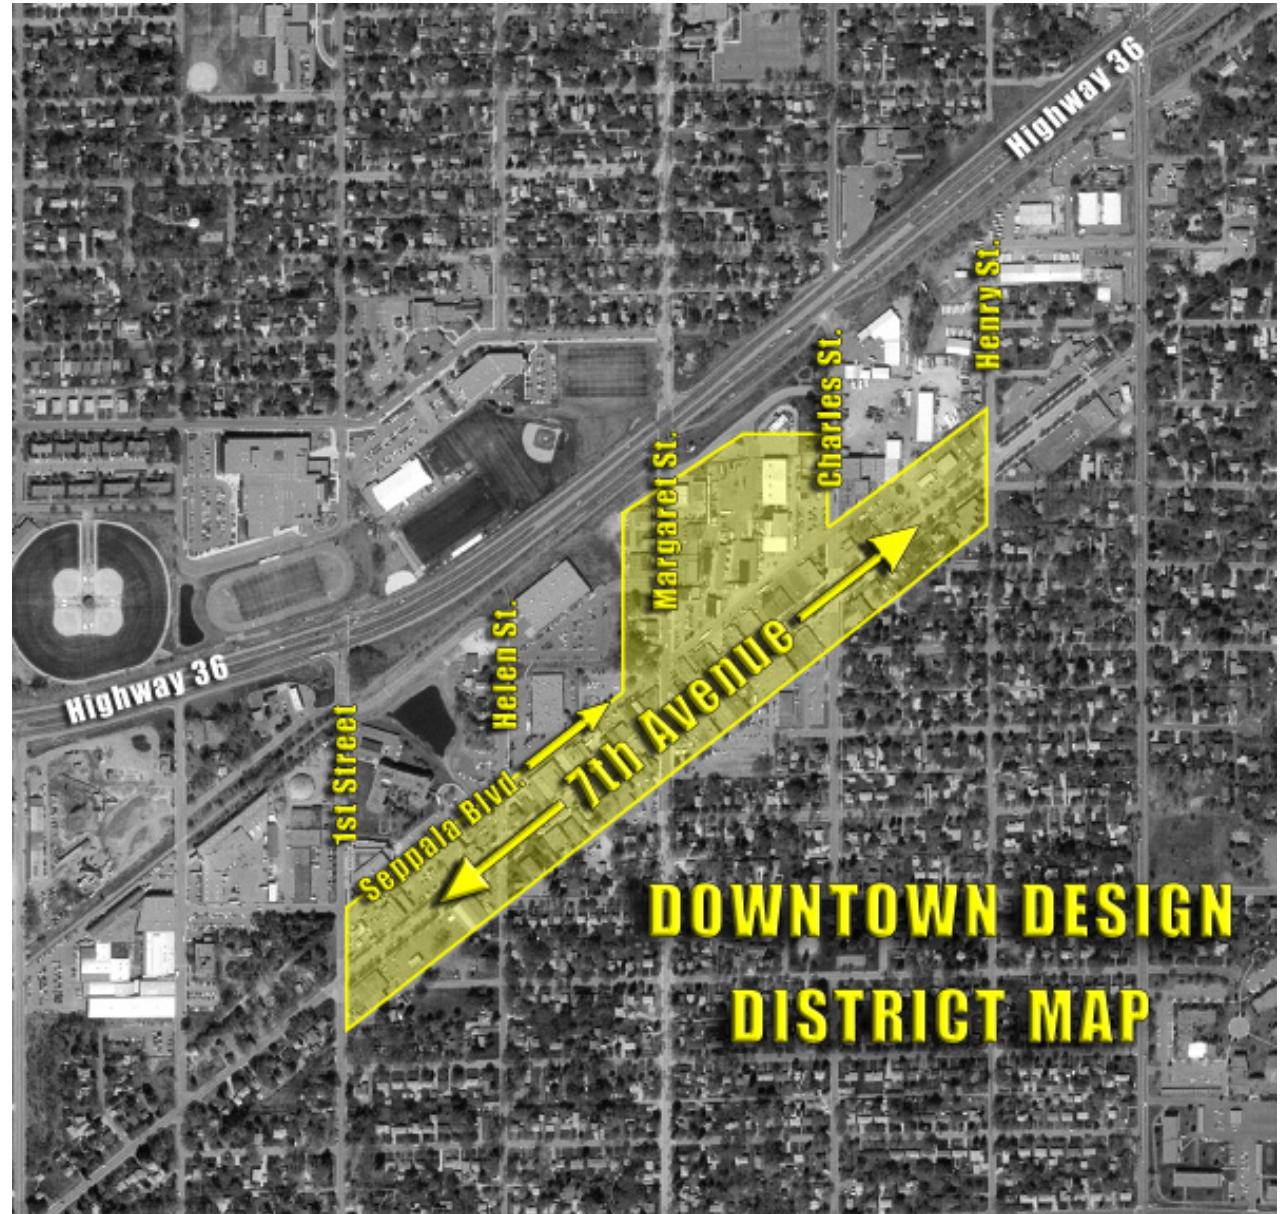 Highway 36
Henry St.
Charles St.
Margaret St.
Helen St.
Highway 36
1st Street
7th Avenue
Seppala Blvd.
DOWNTOWN DESIGN
DISTRICT MAP